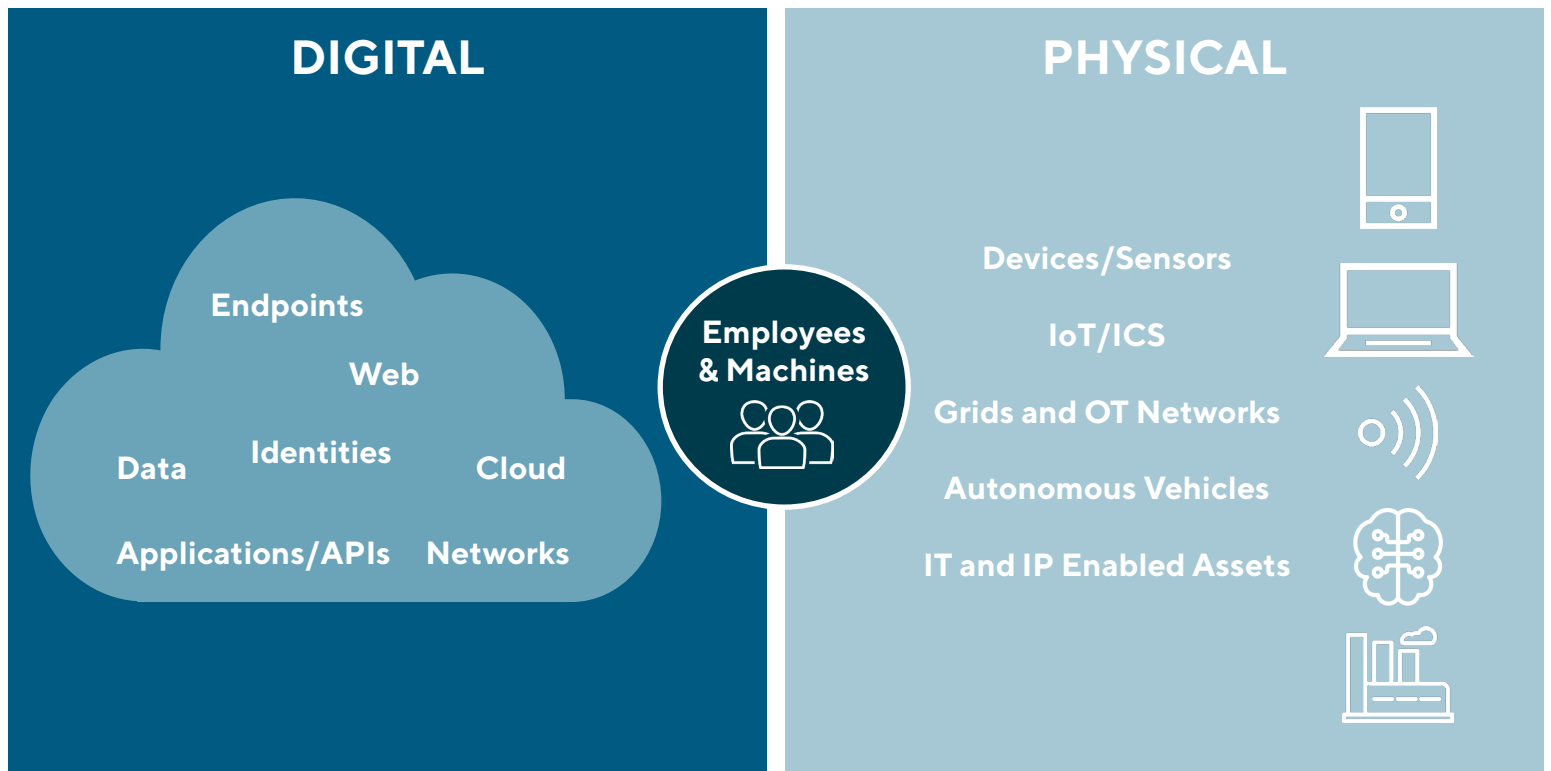 DIGITAL
Endpoints
Web
Identities
Data
Cloud
Applications/APIs
Networks
Employees
& Machines
PHYSICAL
Devices/Sensors
IoT/ICS
Grids and OT Networks
Autonomous Vehicles
IT and IP Enabled Assets